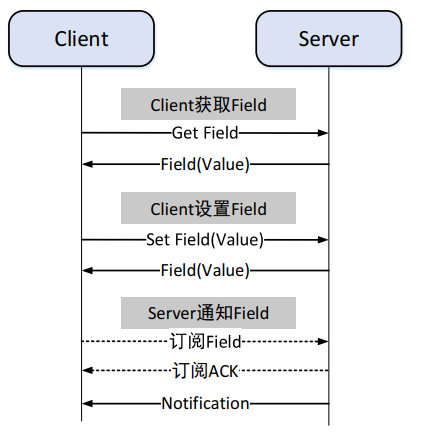 Client
Server
Client获取Field
Get Field
Field(Value)
Client设置Field
Set Field(Value)
Field(Value)
Server通知Field
订阅Field
订阅ACK
Notification